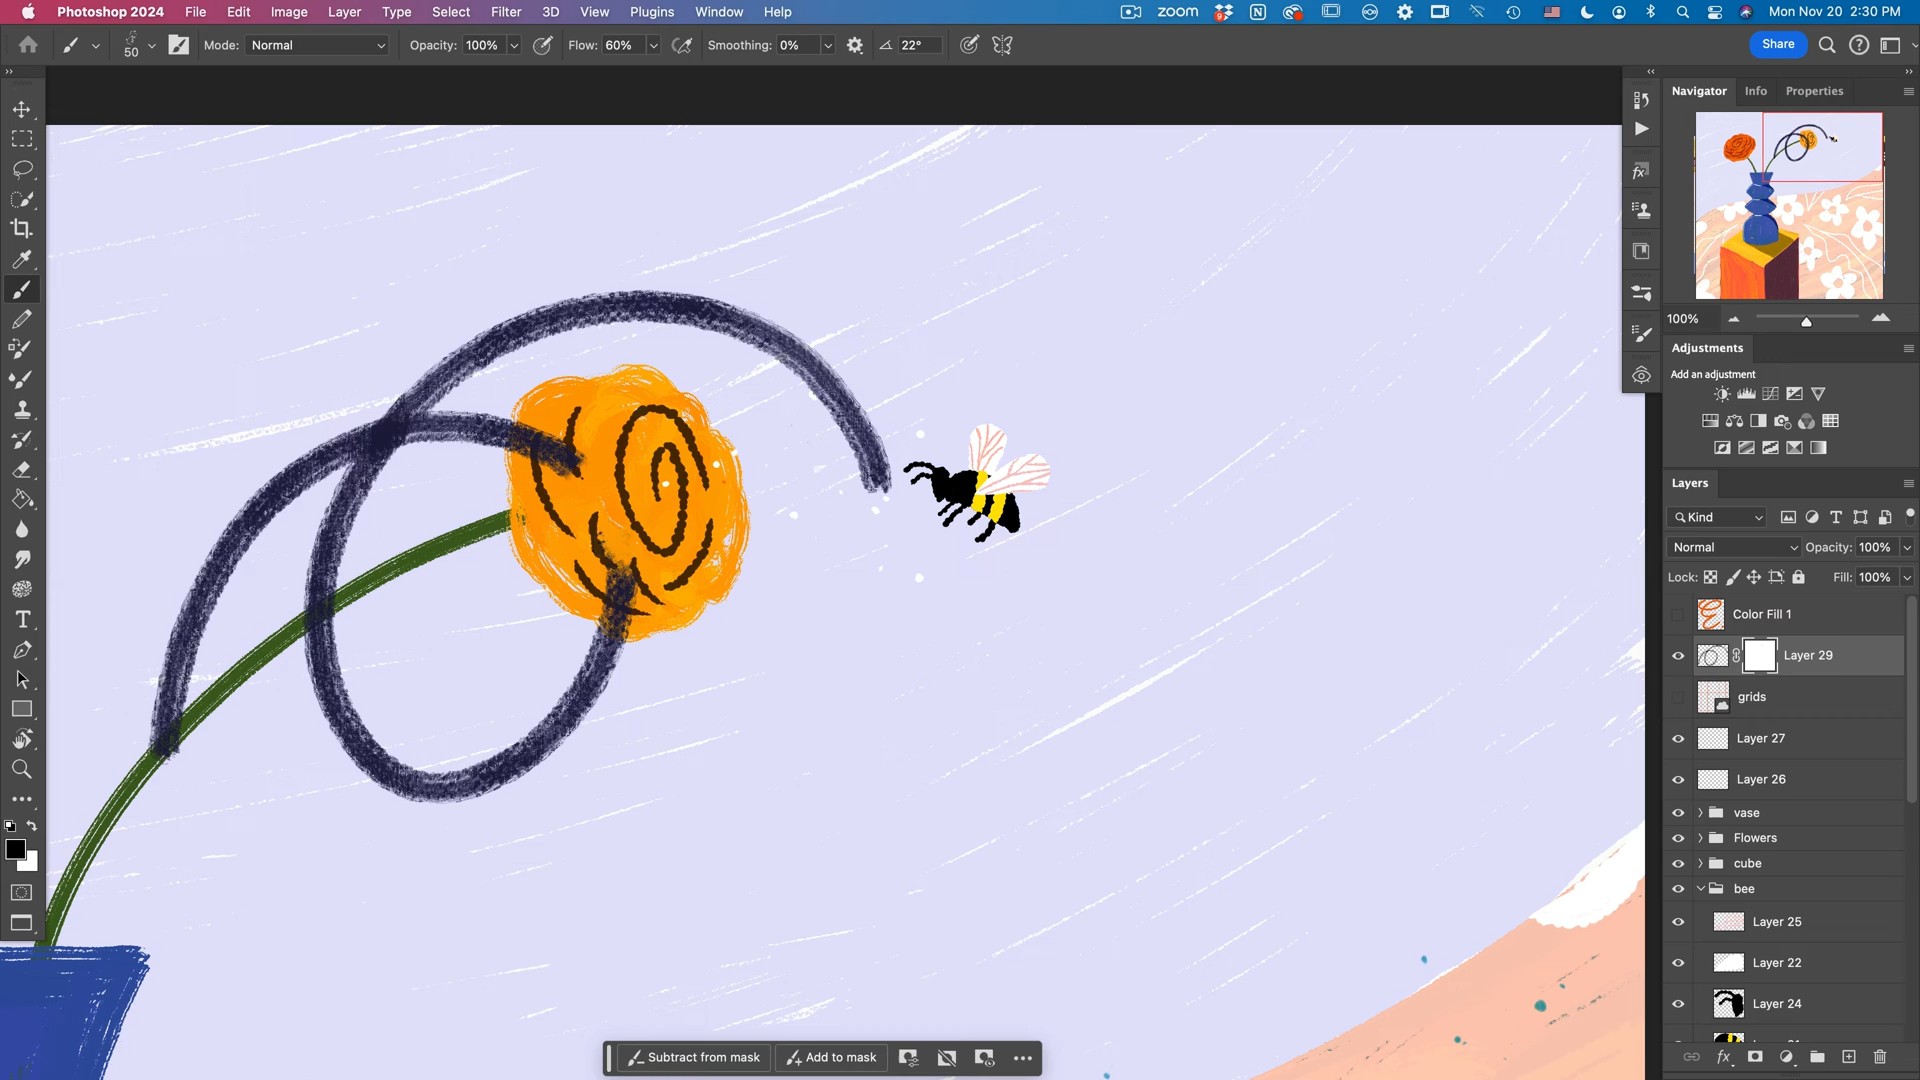 Photoshop 2024 File Edit Image Layer Type Select Filter 3D View Plugins Window Help zoom 9 Mon Nov 20 2:30 PM
50 Mode: Normal Opacity: 100% Flow: 60% Smoothing: 0% 22° Share
Navigator Info Properties
100%
Adjustments
Add an adjustment
Layers
Kind
Normal Opacity: 100%
Lock: Fill: 100%
Color Fill 1
Layer 29
grids
Layer 27
Layer 26
vase
Flowers
cube
bee
Layer 25
Layer 22
Layer 24
Subtract from mask Add to mask
fx